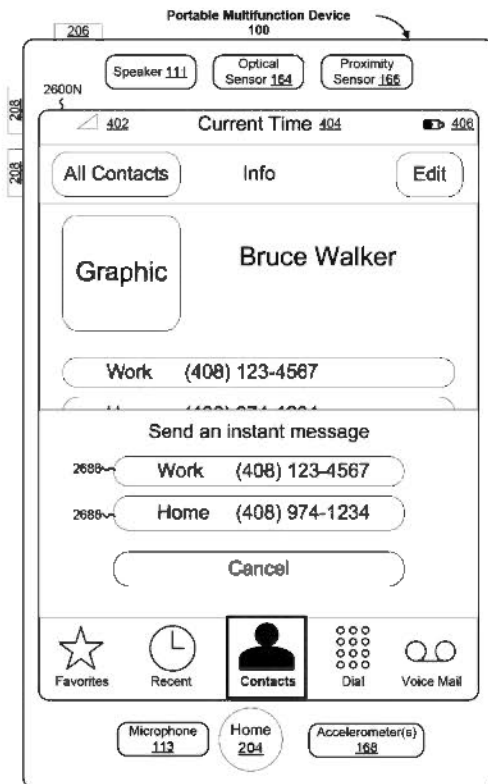 Portable Multifunction Device
100
206
Speaker 111
Optical Sensor 164
Proximity Sensor 166
208
2600N
402
Current Time 404
406
208
All Contacts
Info
Edit
Graphic
Bruce Walker
Work (408) 123-4567
Send an instant message
2688
Work (408) 123-4567
2688
Home (408) 974-1234
Cancel
Favorites
Recent
Contacts
Dial
Voice Mail
Microphone 113
Home 204
Accelerometer(s) 168